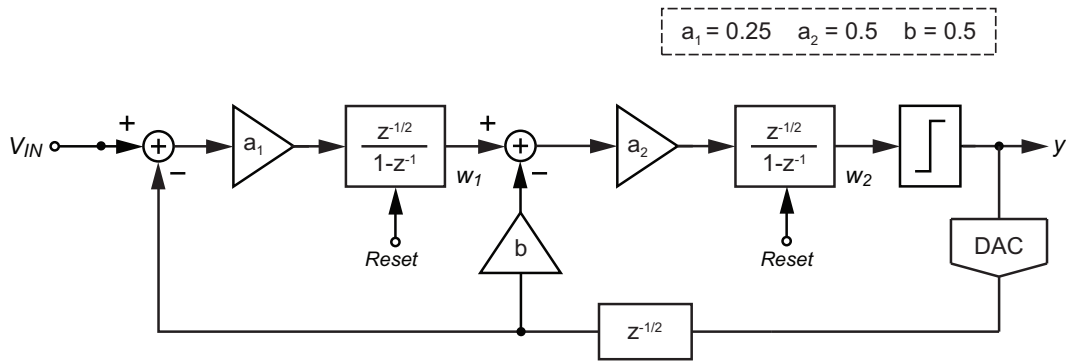 a1 = 0.25 a2 = 0.5 b = 0.5
VIN
+
+
−
a1
z-1/2
1-z-1
Reset
w1
+
+
−
b
a2
z-1/2
1-z-1
Reset
w2
y
DAC
z-1/2